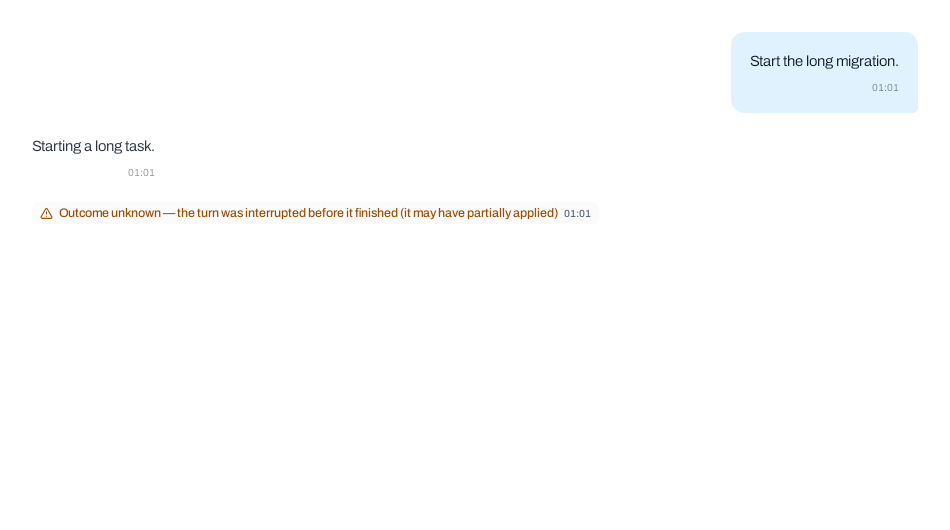 Start the long migration.
01:01
Starting a long task.
01:01
Outcome unknown — the turn was interrupted before it finished (it may have partially applied) 01:01